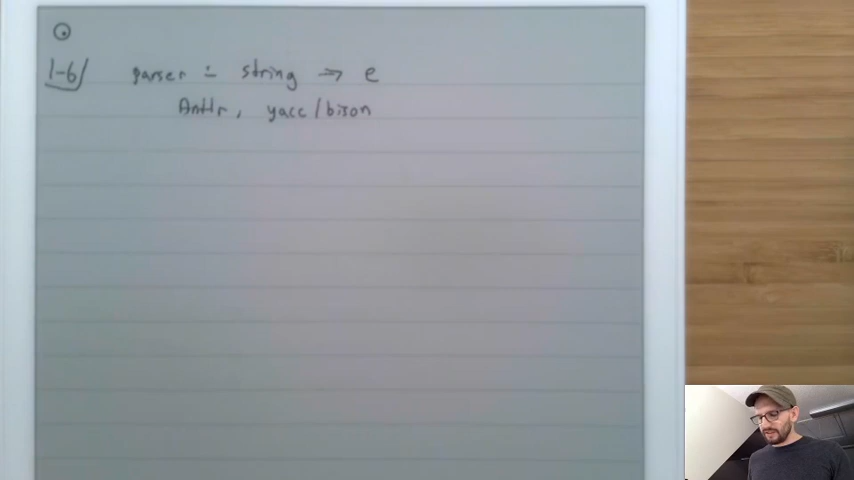 1-6/ parser : string → e
Antlr, yacc/bison